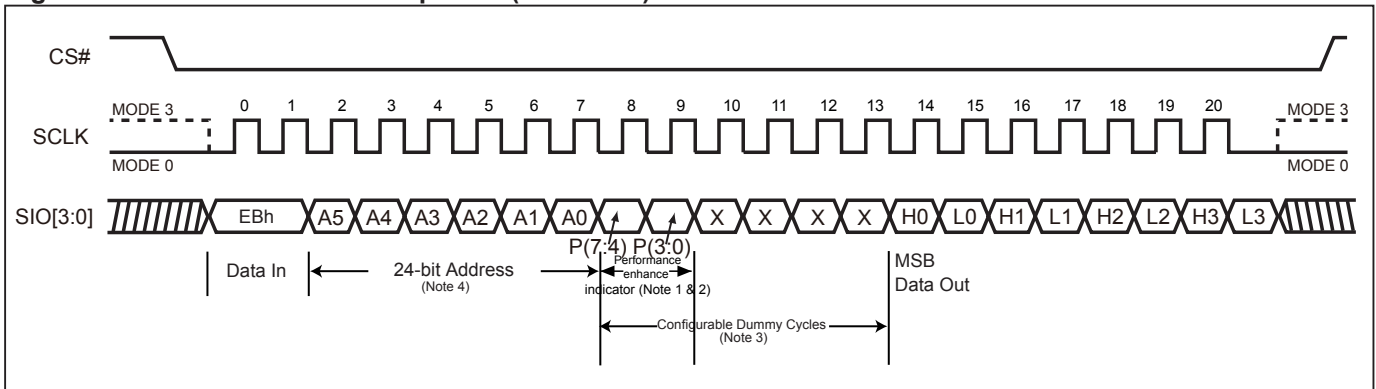 CS#
MODE 3
0 1 2 3 4 5 6 7 8 9 10 11 12 13 14 15 16 17 18 19 20
MODE 3
SCLK
MODE 0
MODE 0
SIO[3:0]
EBh A5 A4 A3 A2 A1 A0 X X X X H0 L0 H1 L1 H2 L2 H3 L3
P(7:4) P(3:0)
Data In
24-bit Address
(Note 4)
Performance
enhance
indicator (Note 1 & 2)
MSB
Data Out
Configurable Dummy Cycles
(Note 3)